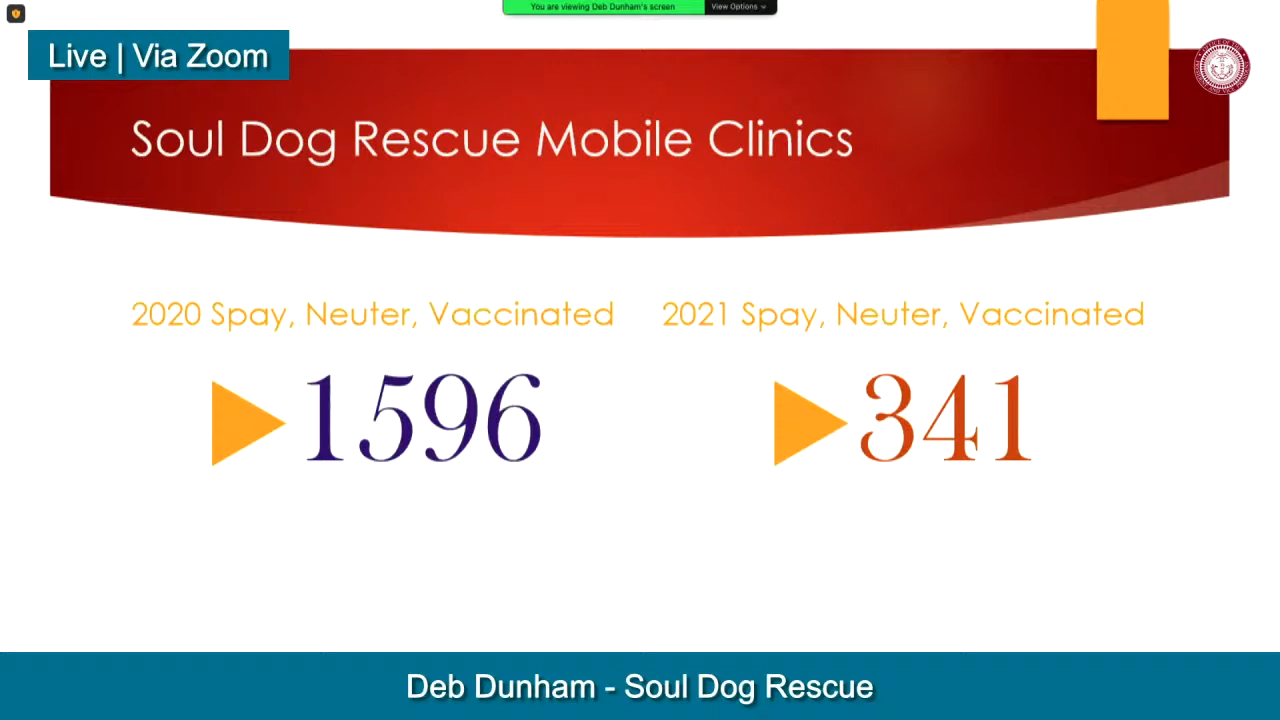 You are viewing Deb Dunham's screen
View Options
Live | Via Zoom
Soul Dog Rescue Mobile Clinics
2020 Spay, Neuter, Vaccinated
2021 Spay, Neuter, Vaccinated
1596
341
Deb Dunham - Soul Dog Rescue